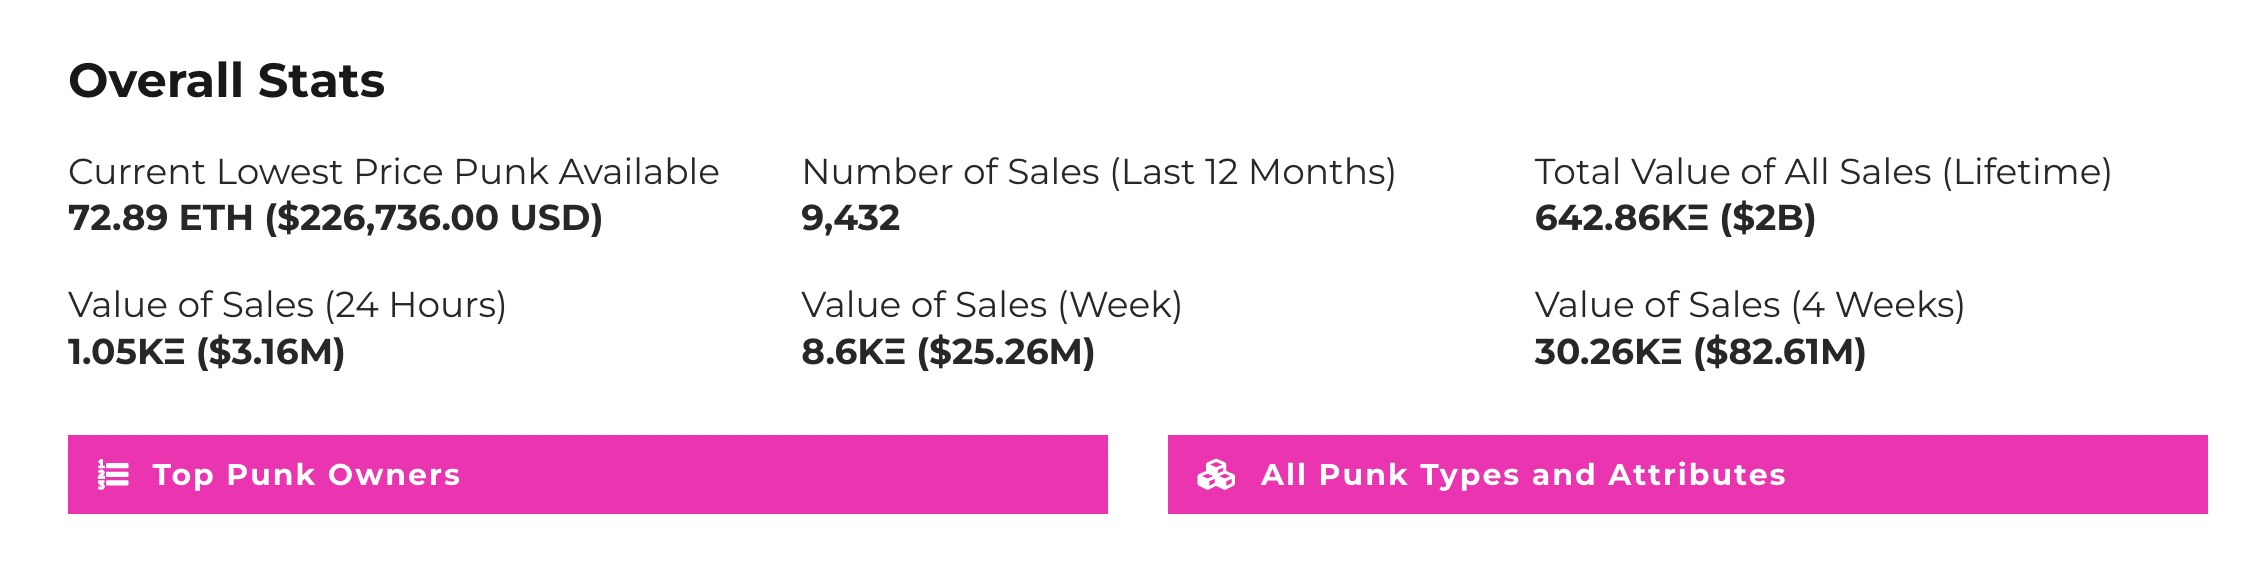 Overall Stats
Current Lowest Price Punk Available
72.89 ETH ($226,736.00 USD)
Number of Sales (Last 12 Months)
9,432
Total Value of All Sales (Lifetime)
642.86KΞ ($2B)
Value of Sales (24 Hours)
1.05KΞ ($3.16M)
Value of Sales (Week)
8.6KΞ ($25.26M)
Value of Sales (4 Weeks)
30.26KΞ ($82.61M)
Top Punk Owners
All Punk Types and Attributes